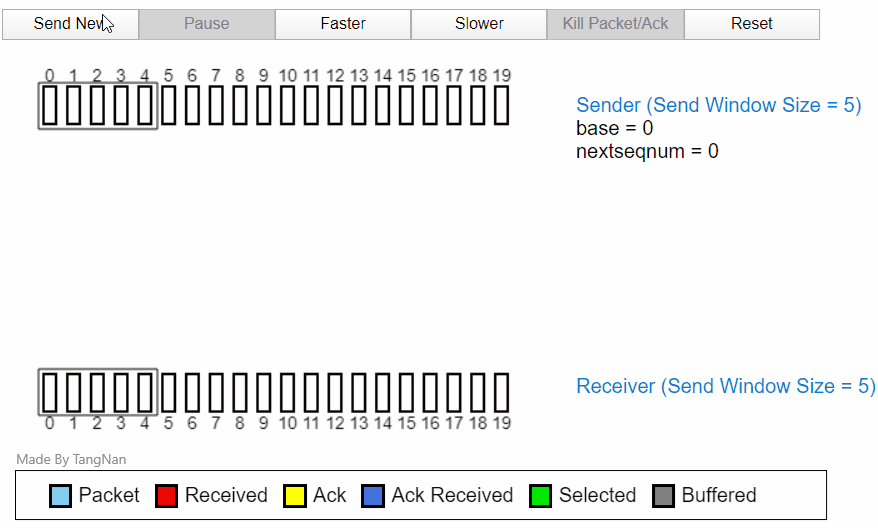 Send New Pause Faster Slower Kill Packet/Ack Reset
0 1 2 3 4 5 6 7 8 9 10 11 12 13 14 15 16 17 18 19
Sender (Send Window Size = 5)
base = 0
nextseqnum = 0
Receiver (Send Window Size = 5)
0 1 2 3 4 5 6 7 8 9 10 11 12 13 14 15 16 17 18 19
Made By TangNan
Packet Received Ack Ack Received Selected Buffered